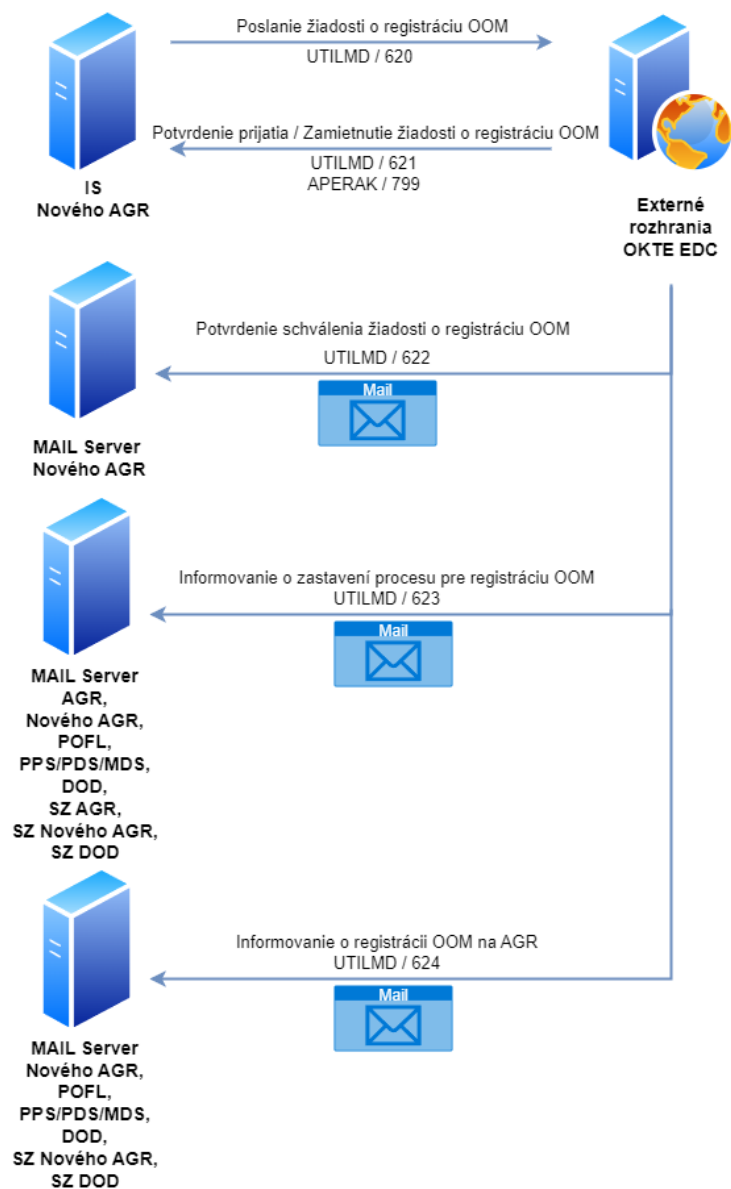 Poslanie žiadosti o registráciu OOM
UTILMD / 620
Potvrdenie prijatia / Zamietnutie žiadosti o registráciu OOM
UTILMD / 621
APERAK / 799
IS
Nového AGR
Externé
rozhrania
OKTE EDC
Potvrdenie schválenia žiadosti o registráciu OOM
UTILMD / 622
Mail
MAIL Server
Nového AGR
Informovanie o zastavení procesu pre registráciu OOM
UTILMD / 623
Mail
MAIL Server
AGR,
Nového AGR,
POFL,
PPS/PDS/MDS,
DOD,
SZ AGR,
SZ Nového AGR,
SZ DOD
Informovanie o registrácii OOM na AGR
UTILMD / 624
Mail
MAIL Server
Nového AGR,
POFL,
PPS/PDS/MDS,
DOD,
SZ Nového AGR,
SZ DOD